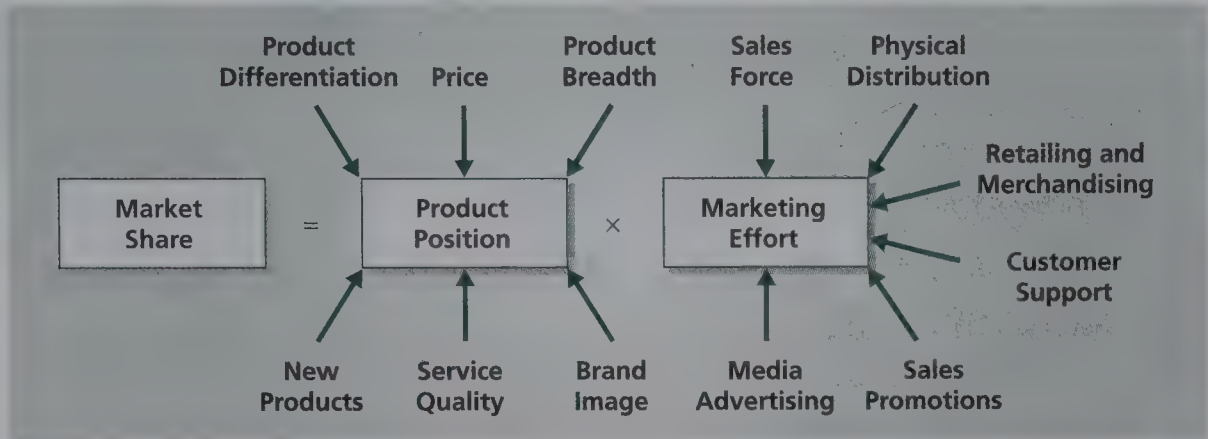 Product
Differentiation
Price
Product
Breadth
Sales
Force
Physical
Distribution
Retailing and
Merchandising
Market
Share
=
Product
Position
×
Marketing
Effort
Customer
Support
New
Products
Service
Quality
Brand
Image
Media
Advertising
Sales
Promotions